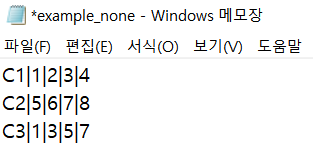 *example_none - Windows 메모장
파일(F) 편집(E) 서식(O) 보기(V) 도움말
C1|1|2|3|4
C2|5|6|7|8
C3|1|3|5|7